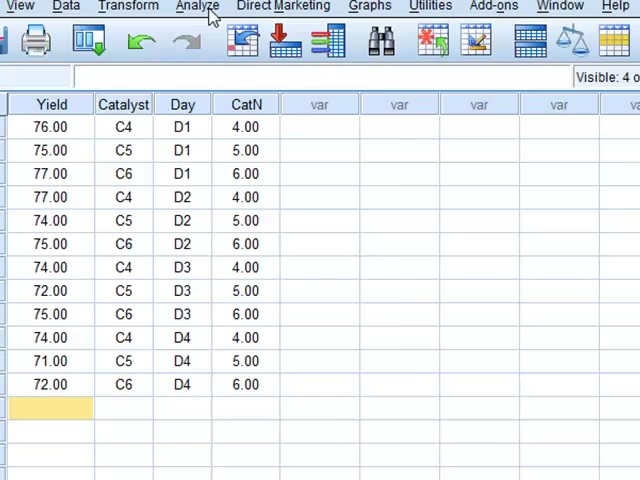 View Data Transform Analyze Direct Marketing Graphs Utilities Add-ons Window Help
Visible: 4 o
Yield Catalyst Day CatN var var var var va
76.00 C4 D1 4.00
75.00 C5 D1 5.00
77.00 C6 D1 6.00
77.00 C4 D2 4.00
74.00 C5 D2 5.00
75.00 C6 D2 6.00
74.00 C4 D3 4.00
72.00 C5 D3 5.00
75.00 C6 D3 6.00
74.00 C4 D4 4.00
71.00 C5 D4 5.00
72.00 C6 D4 6.00